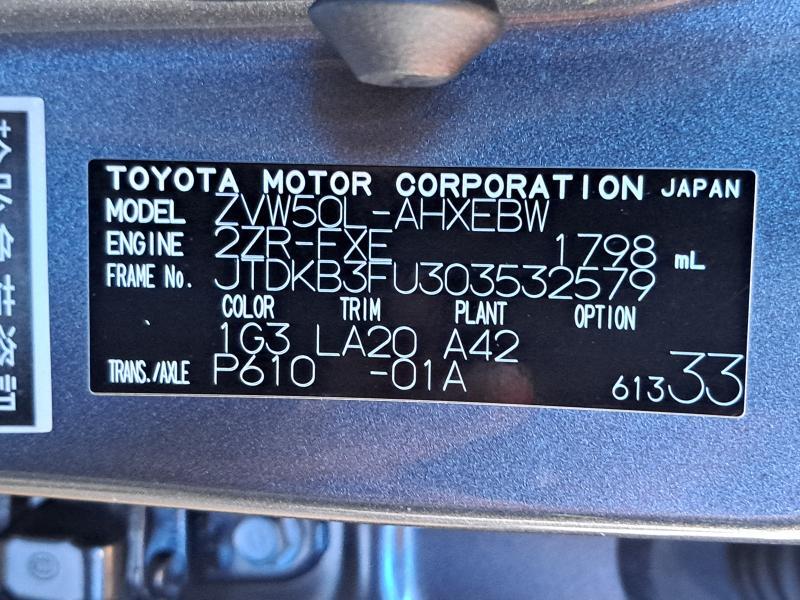 TOYOTA MOTOR CORPORATION JAPAN
MODEL ZVW50L-AHXEBW
ENGINE 2ZR-FXE 1798 mL
FRAME No. JTDKB3FU303532579
COLOR TRIM PLANT OPTION
1G3 LA20 A42
TRANS./AXLE P610 -01A 61333